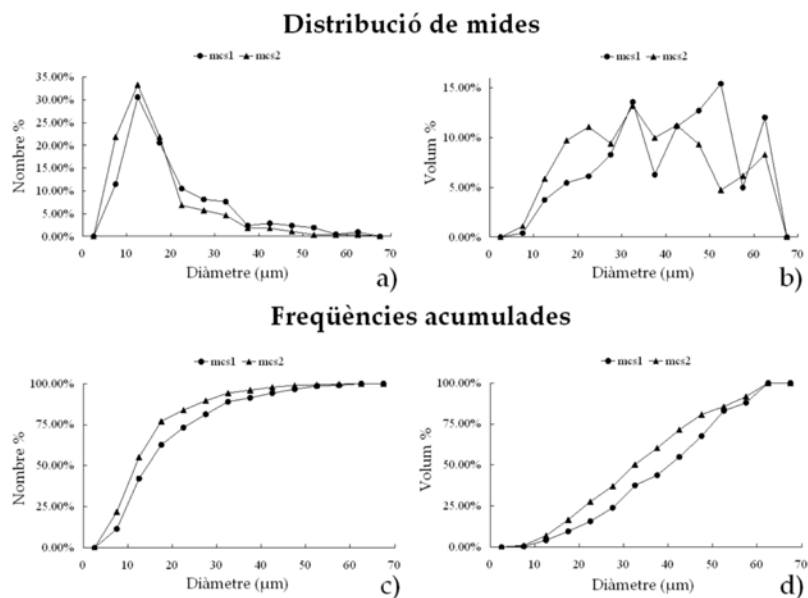 Distribució de mides
mcs1 mcs2
Nombre %
35.00%
30.00%
25.00%
20.00%
15.00%
10.00%
5.00%
0.00%
0 10 20 30 40 50 60 70
Diàmetre (µm)
a)
mcs1 mcs2
Volum %
15.00%
10.00%
5.00%
0.00%
0 10 20 30 40 50 60 70
Diàmetre (µm)
b)
Freqüències acumulades
mcs1 mcs2
Nombre %
100.00%
75.00%
50.00%
25.00%
0.00%
0 10 20 30 40 50 60 70
Diàmetre (µm)
c)
mcs1 mcs2
Volum %
100.00%
75.00%
50.00%
25.00%
0.00%
0 10 20 30 40 50 60 70
Diàmetre (µm)
d)